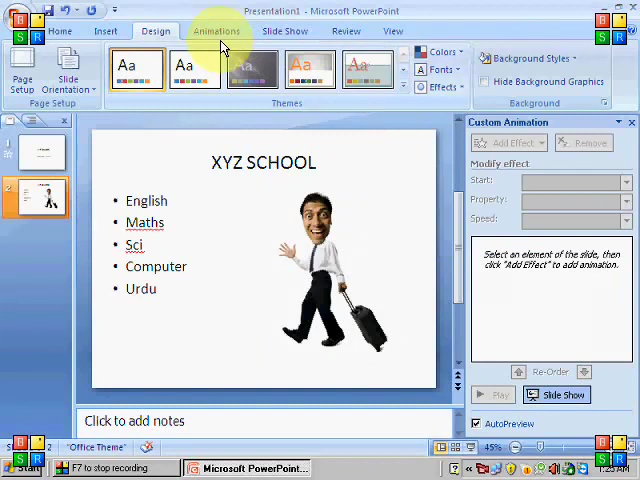 Presentation1 - Microsoft PowerPoint
Home Insert Design Animations Slide Show Review View
Page Setup
Slide Orientation
Page Setup
Aa Aa Aa Aa Aa
Themes
Colors
Fonts
Effects
Background Styles
Hide Background Graphics
Background
1
2
XYZ SCHOOL
• English
• Maths
• Sci
• Computer
• Urdu
Click to add notes
Custom Animation
Add Effect Remove
Modify effect
Start:
Property:
Speed:
Select an element of the slide, then
click "Add Effect" to add animation.
Re-Order
Play Slide Show
AutoPreview
2 "Office Theme" 45%
Start F7 to stop recording Microsoft PowerPoint...
B S R
B S R
B S R
B S R